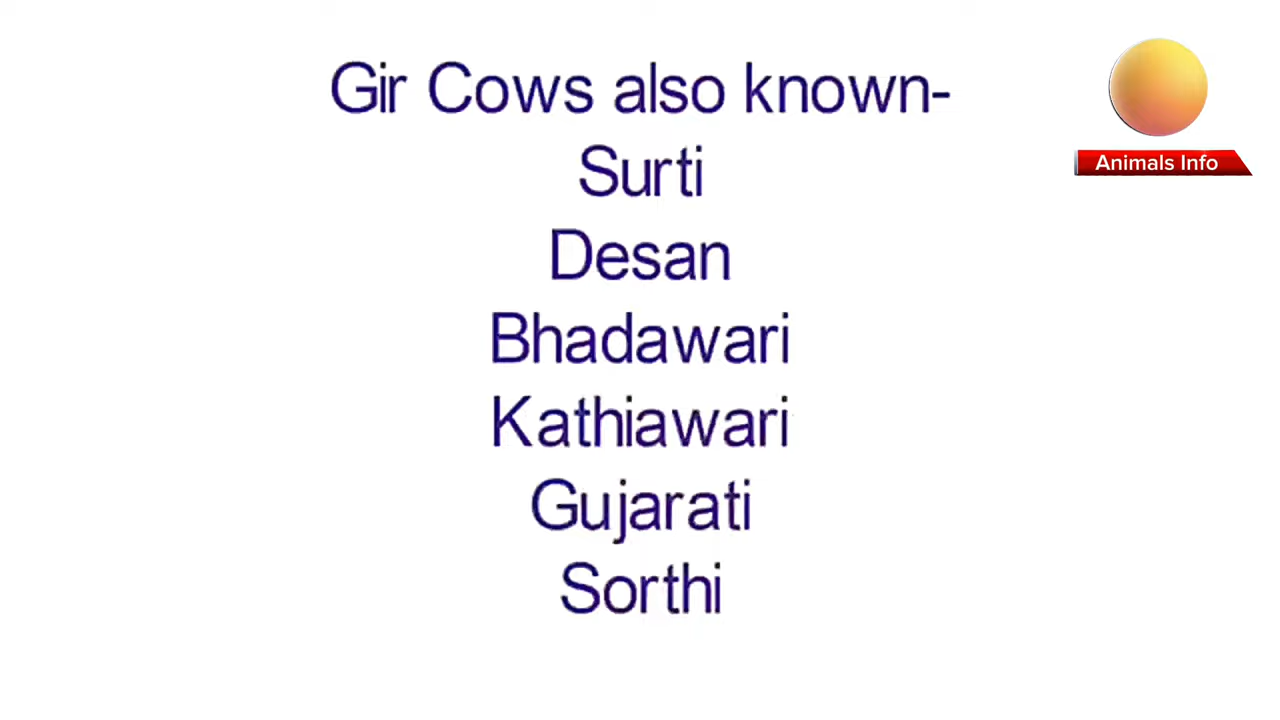 Gir Cows also known-
Surti
Desan
Bhadawari
Kathiawari
Gujarati
Sorthi
Animals Info